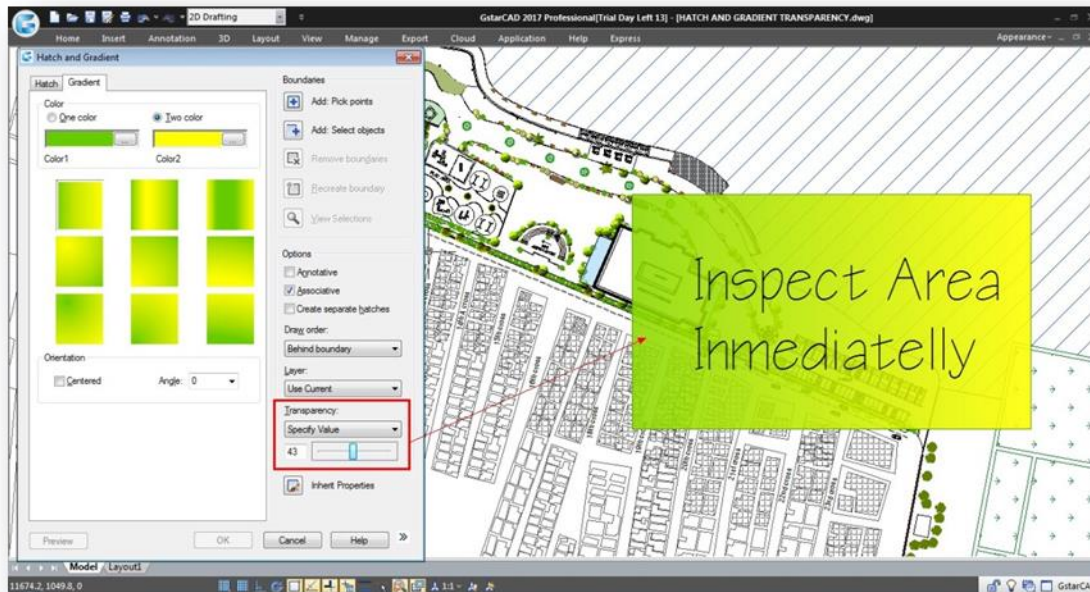 2D Drafting
GstarCAD 2017 Professional[Trial Day Left 13] - [HATCH AND GRADIENT TRANSPARENCY.dwg]
Home Insert Annotation 3D Layout View Manage Export Cloud Application Help Express
Appearance
Hatch and Gradient
Hatch Gradient
Color
One color Two color
Color1 Color2
Orientation
Centered Angle: 0
Boundaries
Add: Pick points
Add: Select objects
Remove boundaries
Recreate boundary
View Selections
Options
Annotative
Associative
Create separate hatches
Draw order:
Behind boundary
Layer:
Use Current
Transparency:
Specify Value
43
Inherit Properties
Preview OK Cancel Help
Inspect Area
Inmediatelly
Model Layout1
11674.2, 1049.8, 0
1:1
GstarCA